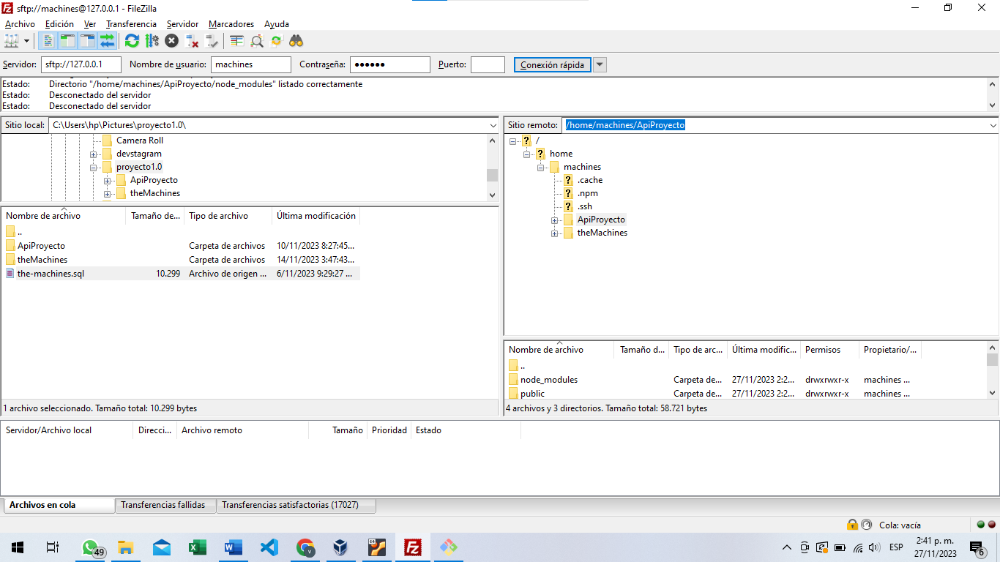 sftp://machines@127.0.0.1 - FileZilla
Archivo Edición Ver Transferencia Servidor Marcadores Ayuda
Servidor: sftp://127.0.0.1 Nombre de usuario: machines Contraseña: ●●●●●● Puerto: Conexión rápida
Estado: Directorio "/home/machines/ApiProyecto/node_modules" listado correctamente
Estado: Desconectado del servidor
Estado: Desconectado del servidor
Sitio local: C:\Users\hp\Pictures\proyecto1.0\
Camera Roll
devstagram
proyecto1.0
ApiProyecto
theMachines
Nombre de archivo Tamaño de... Tipo de archivo Última modificación
..
ApiProyecto Carpeta de archivos 10/11/2023 8:27:45...
theMachines Carpeta de archivos 14/11/2023 3:47:43...
the-machines.sql 10.299 Archivo de origen ... 6/11/2023 9:29:27 ...
1 archivo seleccionado. Tamaño total: 10.299 bytes
Sitio remoto: /home/machines/ApiProyecto
/
home
machines
.cache
.npm
.ssh
ApiProyecto
theMachines
Nombre de archivo Tamaño d... Tipo de arc... Última modific... Permisos Propietario/...
..
node_modules Carpeta de... 27/11/2023 2:2... drwxrwxr-x machines ...
public Carpeta de... 27/11/2023 2:2... drwxrwxr-x machines ...
4 archivos y 3 directorios. Tamaño total: 58.721 bytes
Servidor/Archivo local Direcci... Archivo remoto Tamaño Prioridad Estado
Archivos en cola Transferencias fallidas Transferencias satisfactorias (17027)
Cola: vacía
49
ESP
2:41 p. m.
27/11/2023
6